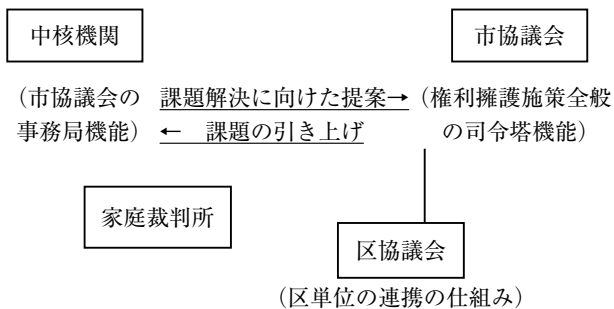 中核機関
市協議会
(市協議会の 課題解決に向けた提案→ (権利擁護施策全般
事務局機能) ← 課題の引き上げ の司令塔機能)
家庭裁判所
区協議会
(区単位の連携の仕組み)